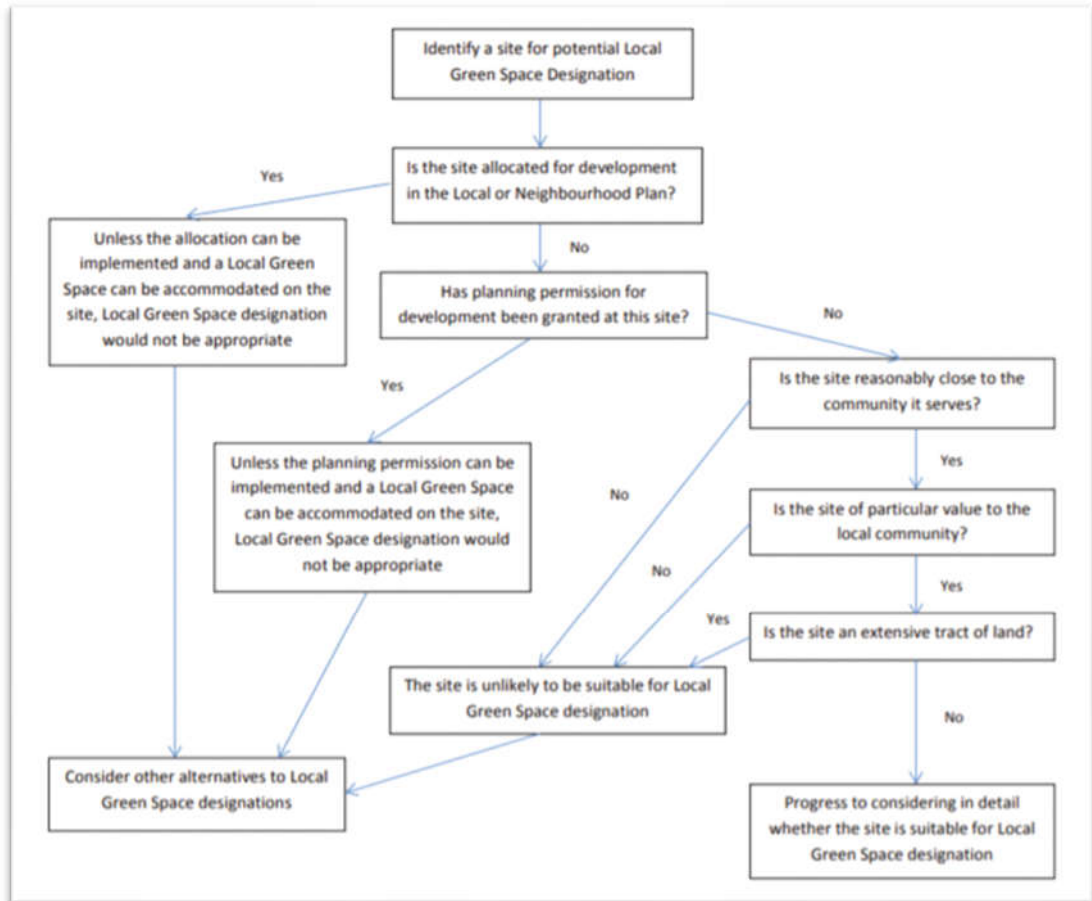 Identify a site for potential Local
Green Space Designation
Yes
Is the site allocated for development
in the Local or Neighbourhood Plan?
Unless the allocation can be
implemented and a Local Green
Space can be accommodated on the
site, Local Green Space designation
would not be appropriate
No
Has planning permission for
development been granted at this site?
No
Yes
Is the site reasonably close to the
community it serves?
Unless the planning permission can be
implemented and a Local Green Space
can be accommodated on the site,
Local Green Space designation would
not be appropriate
Yes
No
Is the site of particular value to the
local community?
No
Yes
Yes
Is the site an extensive tract of land?
The site is unlikely to be suitable for Local
Green Space designation
No
Consider other alternatives to Local
Green Space designations
Progress to considering in detail
whether the site is suitable for Local
Green Space designation